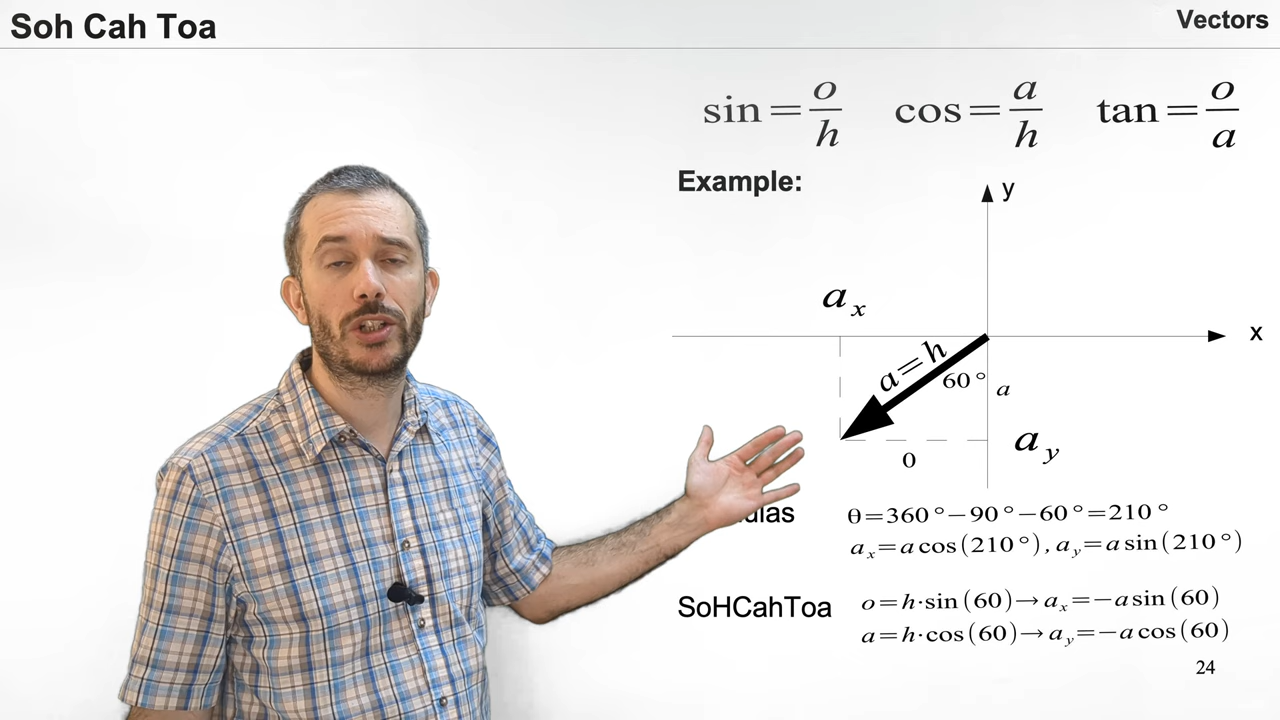 Soh Cah Toa
Vectors
sin = o/h cos = a/h tan = o/a
Example:
y
a_x
x
a=h
60° a
a_y
o
θ=360°−90°−60°=210°
a_x=a cos(210°), a_y=a sin(210°)
SoHCahToa
o=h·sin(60)→a_x=−a sin(60)
a=h·cos(60)→a_y=−a cos(60)
24